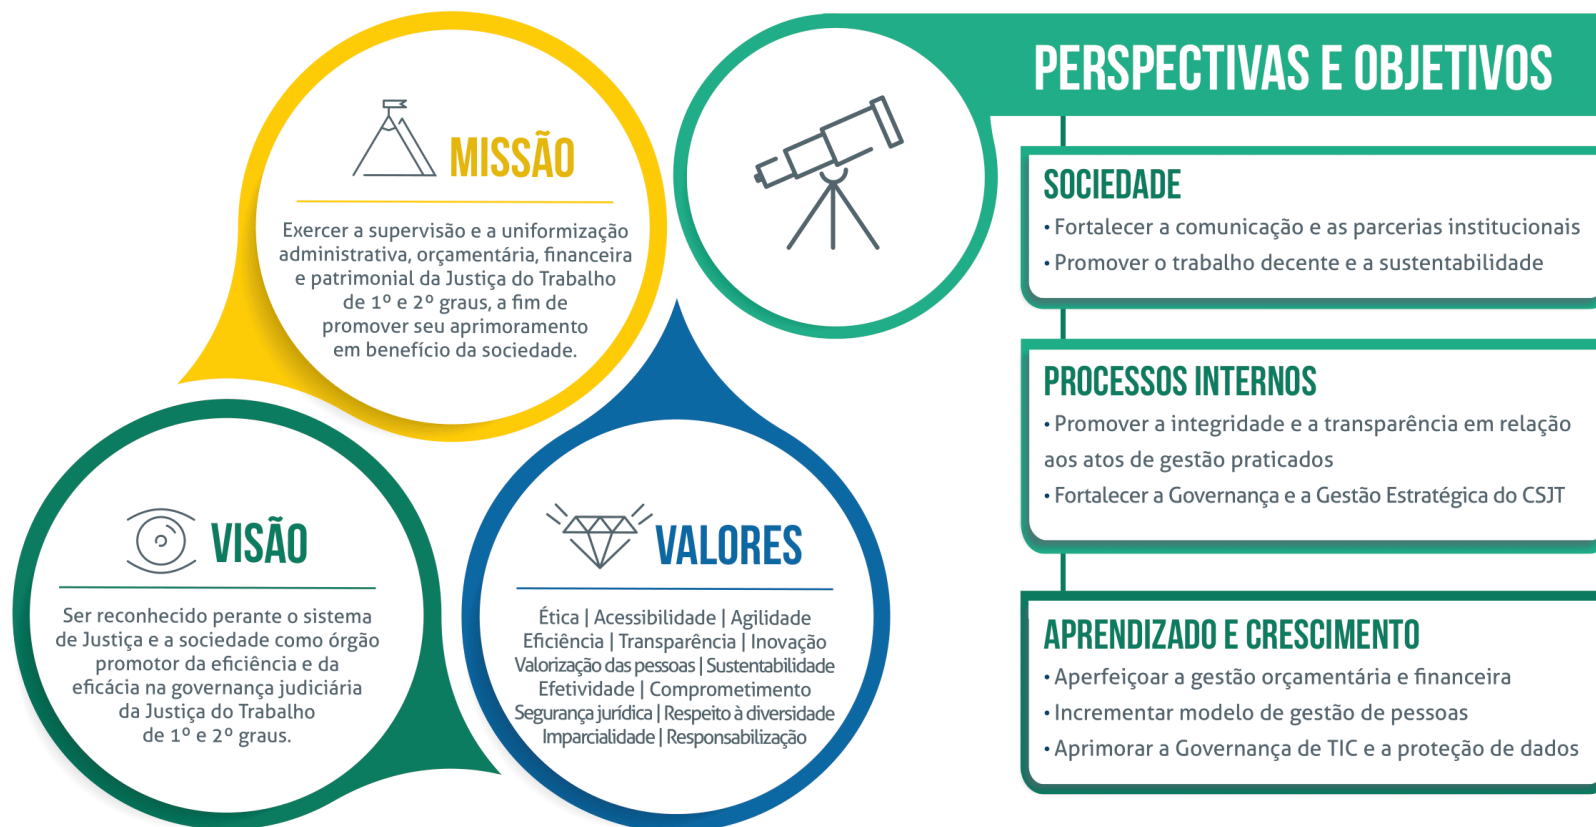 MISSÃO
Exercer a supervisão e a uniformização
administrativa, orçamentária, financeira
e patrimonial da Justiça do Trabalho
de 1º e 2º graus, a fim de
promover seu aprimoramento
em benefício da sociedade.
VISÃO
Ser reconhecido perante o sistema
de Justiça e a sociedade como órgão
promotor da eficiência e da
eficácia na governança judiciária
da Justiça do Trabalho
de 1º e 2º graus.
VALORES
Ética | Acessibilidade | Agilidade
Eficiência | Transparência | Inovação
Valorização das pessoas | Sustentabilidade
Efetividade | Comprometimento
Segurança jurídica | Respeito à diversidade
Imparcialidade | Responsabilização
PERSPECTIVAS E OBJETIVOS
SOCIEDADE
• Fortalecer a comunicação e as parcerias institucionais
• Promover o trabalho decente e a sustentabilidade
PROCESSOS INTERNOS
• Promover a integridade e a transparência em relação
aos atos de gestão praticados
• Fortalecer a Governança e a Gestão Estratégica do CSJT
APRENDIZADO E CRESCIMENTO
• Aperfeiçoar a gestão orçamentária e financeira
• Incrementar modelo de gestão de pessoas
• Aprimorar a Governança de TIC e a proteção de dados